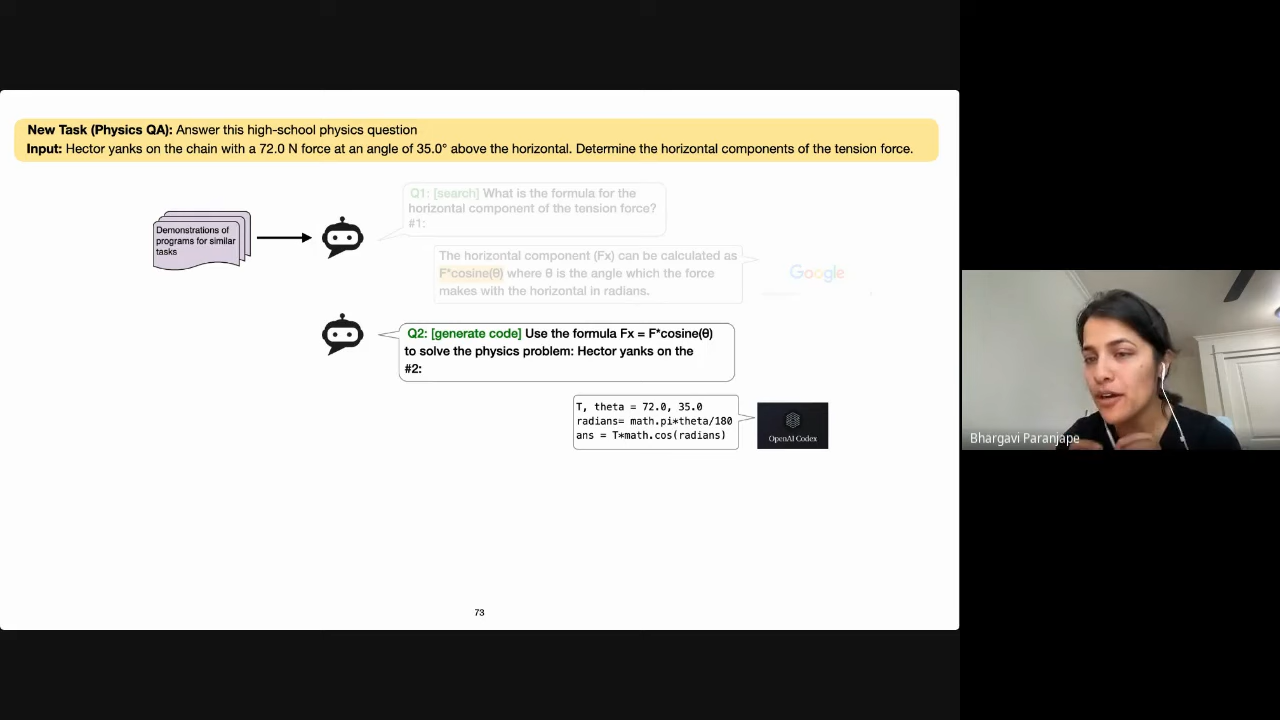 New Task (Physics QA): Answer this high-school physics question
Input: Hector yanks on the chain with a 72.0 N force at an angle of 35.0° above the horizontal. Determine the horizontal components of the tension force.
Q1: [search] What is the formula for the
horizontal component of the tension force?
#1:
Demonstrations of
programs for similar
tasks
The horizontal component (Fx) can be calculated as
F*cosine(θ) where θ is the angle which the force
makes with the horizontal in radians.
Google
Q2: [generate code] Use the formula Fx = F*cosine(θ)
to solve the physics problem: Hector yanks on the
#2:
T, theta = 72.0, 35.0
radians= math.pi*theta/180
ans = T*math.cos(radians)
OpenAI Codex
Bhargavi Paranjape
73